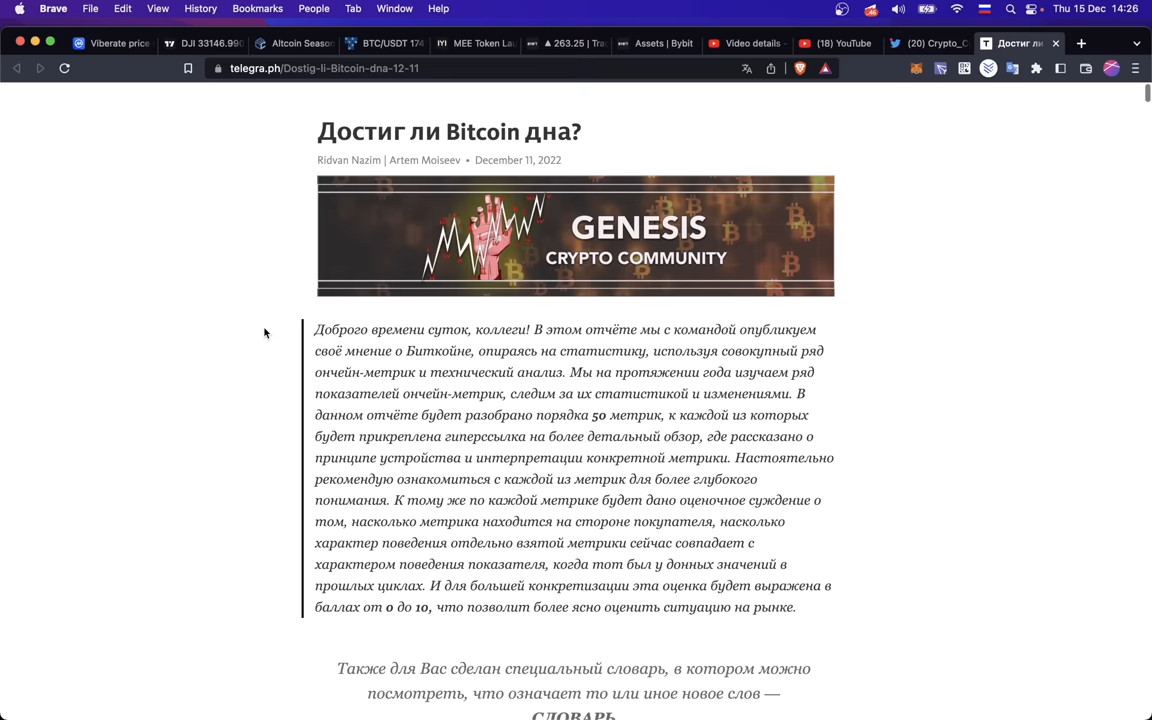 Brave File Edit View History Bookmarks People Tab Window Help Thu 15 Dec 14:26
Viberate price DJI 33146.990 Altcoin Season BTC/USDT 174 MEE Token Lau ▲ 263.25 | Tra Assets | Bybit Video details - (18) YouTube (20) Crypto_C Достиг ли
telegra.ph/Dostig-li-Bitcoin-dna-12-11
Достиг ли Bitcoin дна?
Ridvan Nazim | Artem Moiseev • December 11, 2022
GENESIS
CRYPTO COMMUNITY
Доброго времени суток, коллеги! В этом отчёте мы с командой опубликуем
своё мнение о Биткойне, опираясь на статистику, используя совокупный ряд
ончейн-метрик и технический анализ. Мы на протяжении года изучаем ряд
показателей ончейн-метрик, следим за их статистикой и изменениями. В
данном отчёте будет разобрано порядка 50 метрик, к каждой из которых
будет прикреплена гиперссылка на более детальный обзор, где рассказано о
принципе устройства и интерпретации конкретной метрики. Настоятельно
рекомендую ознакомиться с каждой из метрик для более глубокого
понимания. К тому же по каждой метрике будет дано оценочное суждение о
том, насколько метрика находится на стороне покупателя, насколько
характер поведения отдельно взятой метрики сейчас совпадает с
характером поведения показателя, когда тот был у донных значений в
прошлых циклах. И для большей конкретизации эта оценка будет выражена в
баллах от 0 до 10, что позволит более ясно оценить ситуацию на рынке.
Также для Вас сделан специальный словарь, в котором можно
посмотреть, что означает то или иное новое слов —
СЛОВАРЬ